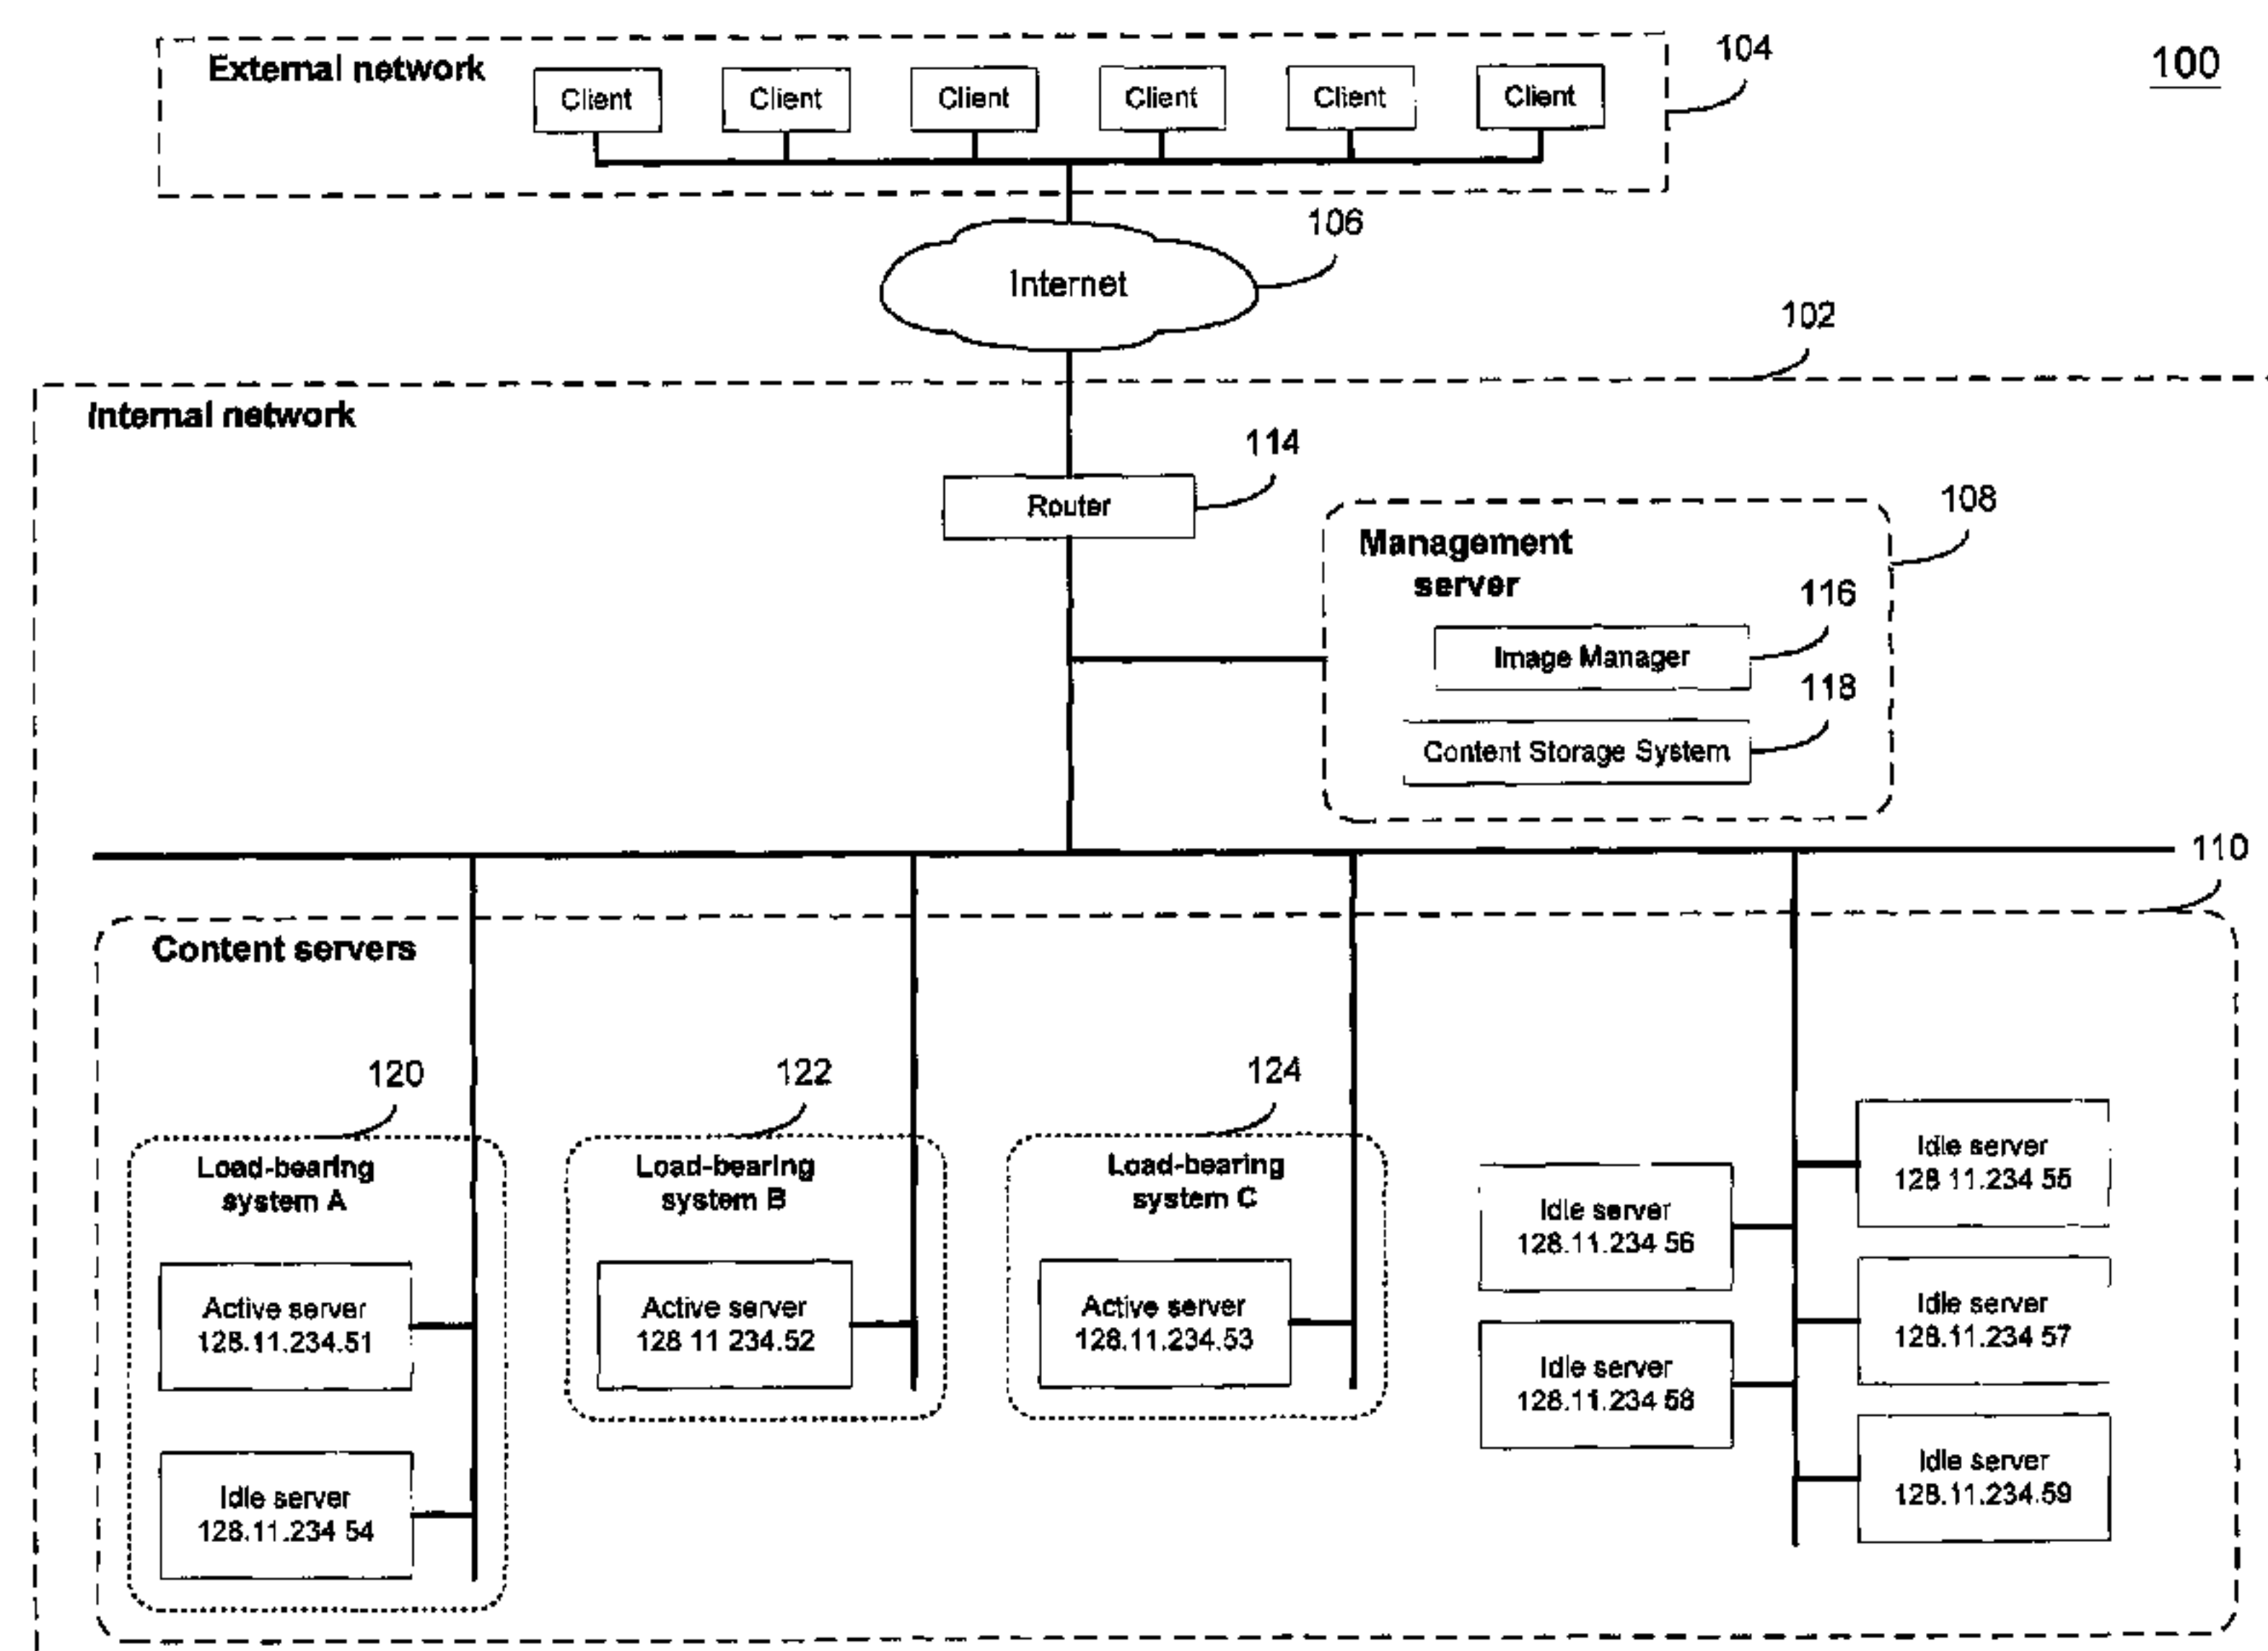 100
104
External network
Client
Client
Client
Client
Client
Client
106
Internet
102
Internal network
114
Router
108
Management
server
116
Image Manager
118
Content Storage System
110
Content servers
120
Load-bearing
system A
Active server
128.11.234.51
Idle server
128.11.234 54
122
Load-bearing
system B
Active server
128 11 234.52
124
Load-bearing
system C
Active server
128.11.234.53
Idle server
128.11.234 56
Idle server
128.11.234 58
Idle server
128 11.234 55
Idle server
128.11.234 57
Idle server
128.11.234.59